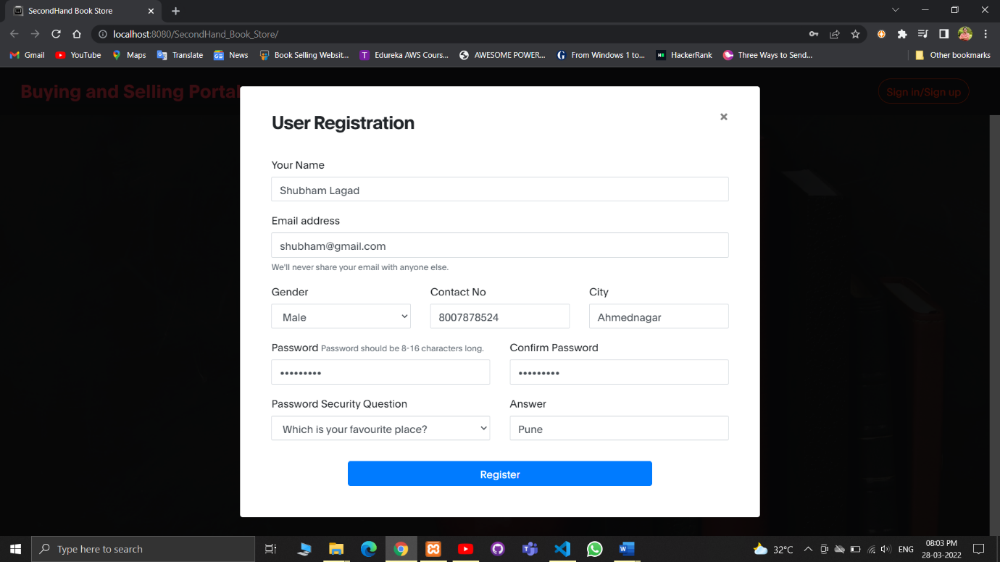 SecondHand Book Store
localhost:8080/SecondHand_Book_Store/
Gmail YouTube Maps Translate News Book Selling Websit... Edureka AWS Cours... AWESOME POWER... From Windows 1 to... HackerRank Three Ways to Send... Other bookmarks
Buying and Selling Portal Sign in/Sign up
User Registration ×
Your Name
Shubham Lagad
Email address
shubham@gmail.com
We'll never share your email with anyone else.
Gender Contact No City
Male 8007878524 Ahmednagar
Password Password should be 8-16 characters long. Confirm Password
••••••••• •••••••••
Password Security Question Answer
Which is your favourite place? Pune
Register
Type here to search 32°C ENG 08:03 PM
28-03-2022